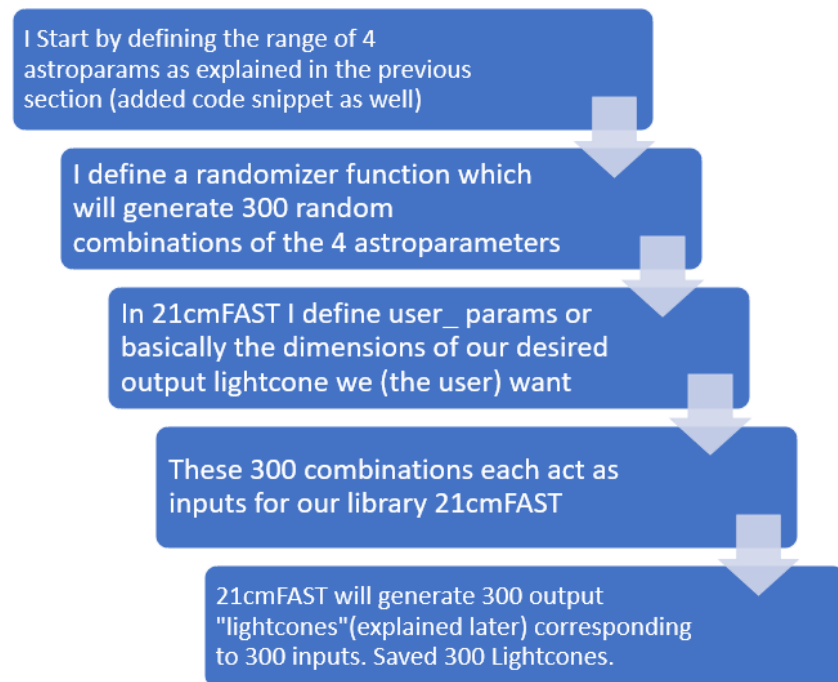 I Start by defining the range of 4
astroparams as explained in the previous
section (added code snippet as well)
I define a randomizer function which
will generate 300 random
combinations of the 4 astroparameters
In 21cmFAST I define user_ params or
basically the dimensions of our desired
output lightcone we (the user) want
These 300 combinations each act as
inputs for our library 21cmFAST
21cmFAST will generate 300 output
"lightcones"(explained later) corresponding
to 300 inputs. Saved 300 Lightcones.